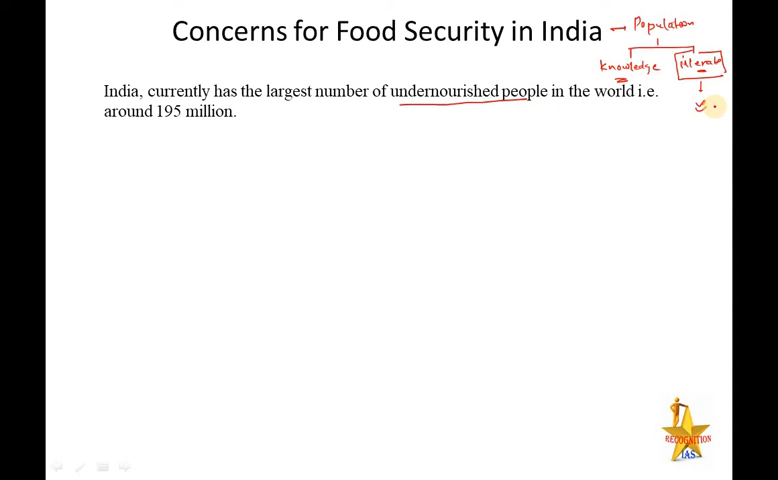 Concerns for Food Security in India
Population
Knowledge
illerab
India, currently has the largest number of undernourished people in the world i.e.
around 195 million.
RECOGNITION
IAS